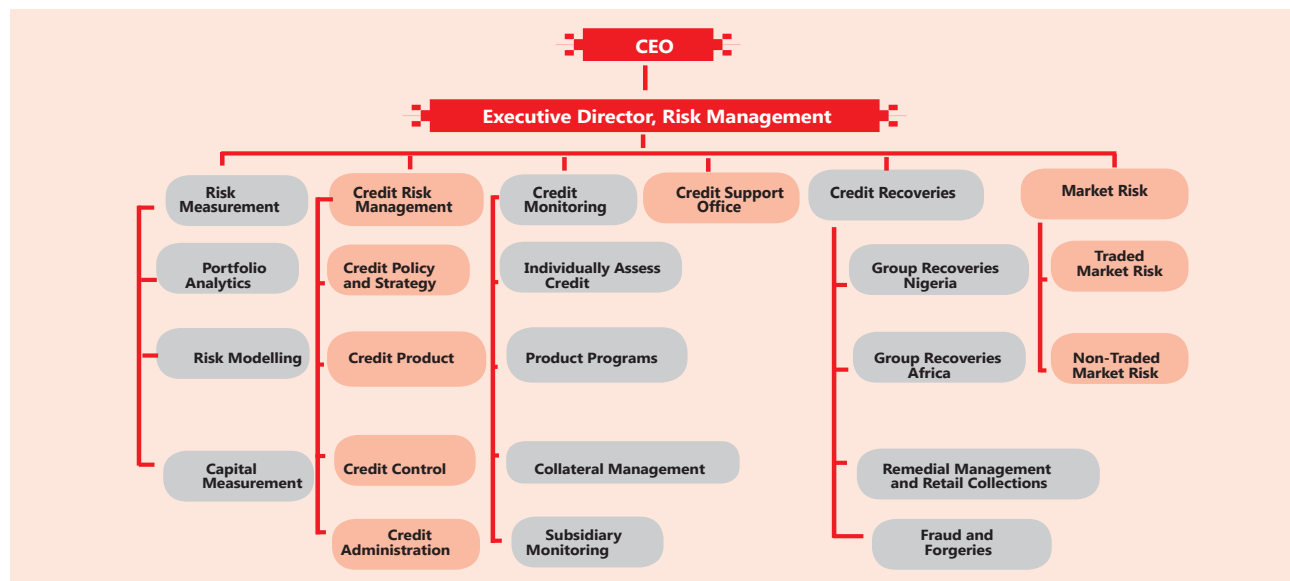 CEO
Executive Director, Risk Management
Risk
Measurement
Credit Risk
Management
Credit
Monitoring
Credit Support
Office
Credit Recoveries
Market Risk
Portfolio
Analytics
Credit Policy
and Strategy
Individually Assess
Credit
Group Recoveries
Nigeria
Traded
Market Risk
Risk Modelling
Credit Product
Product Programs
Group Recoveries
Africa
Non-Traded
Market Risk
Capital
Measurement
Credit Control
Collateral Management
Remedial Management
and Retail Collections
Credit
Administration
Subsidiary
Monitoring
Fraud and
Forgeries